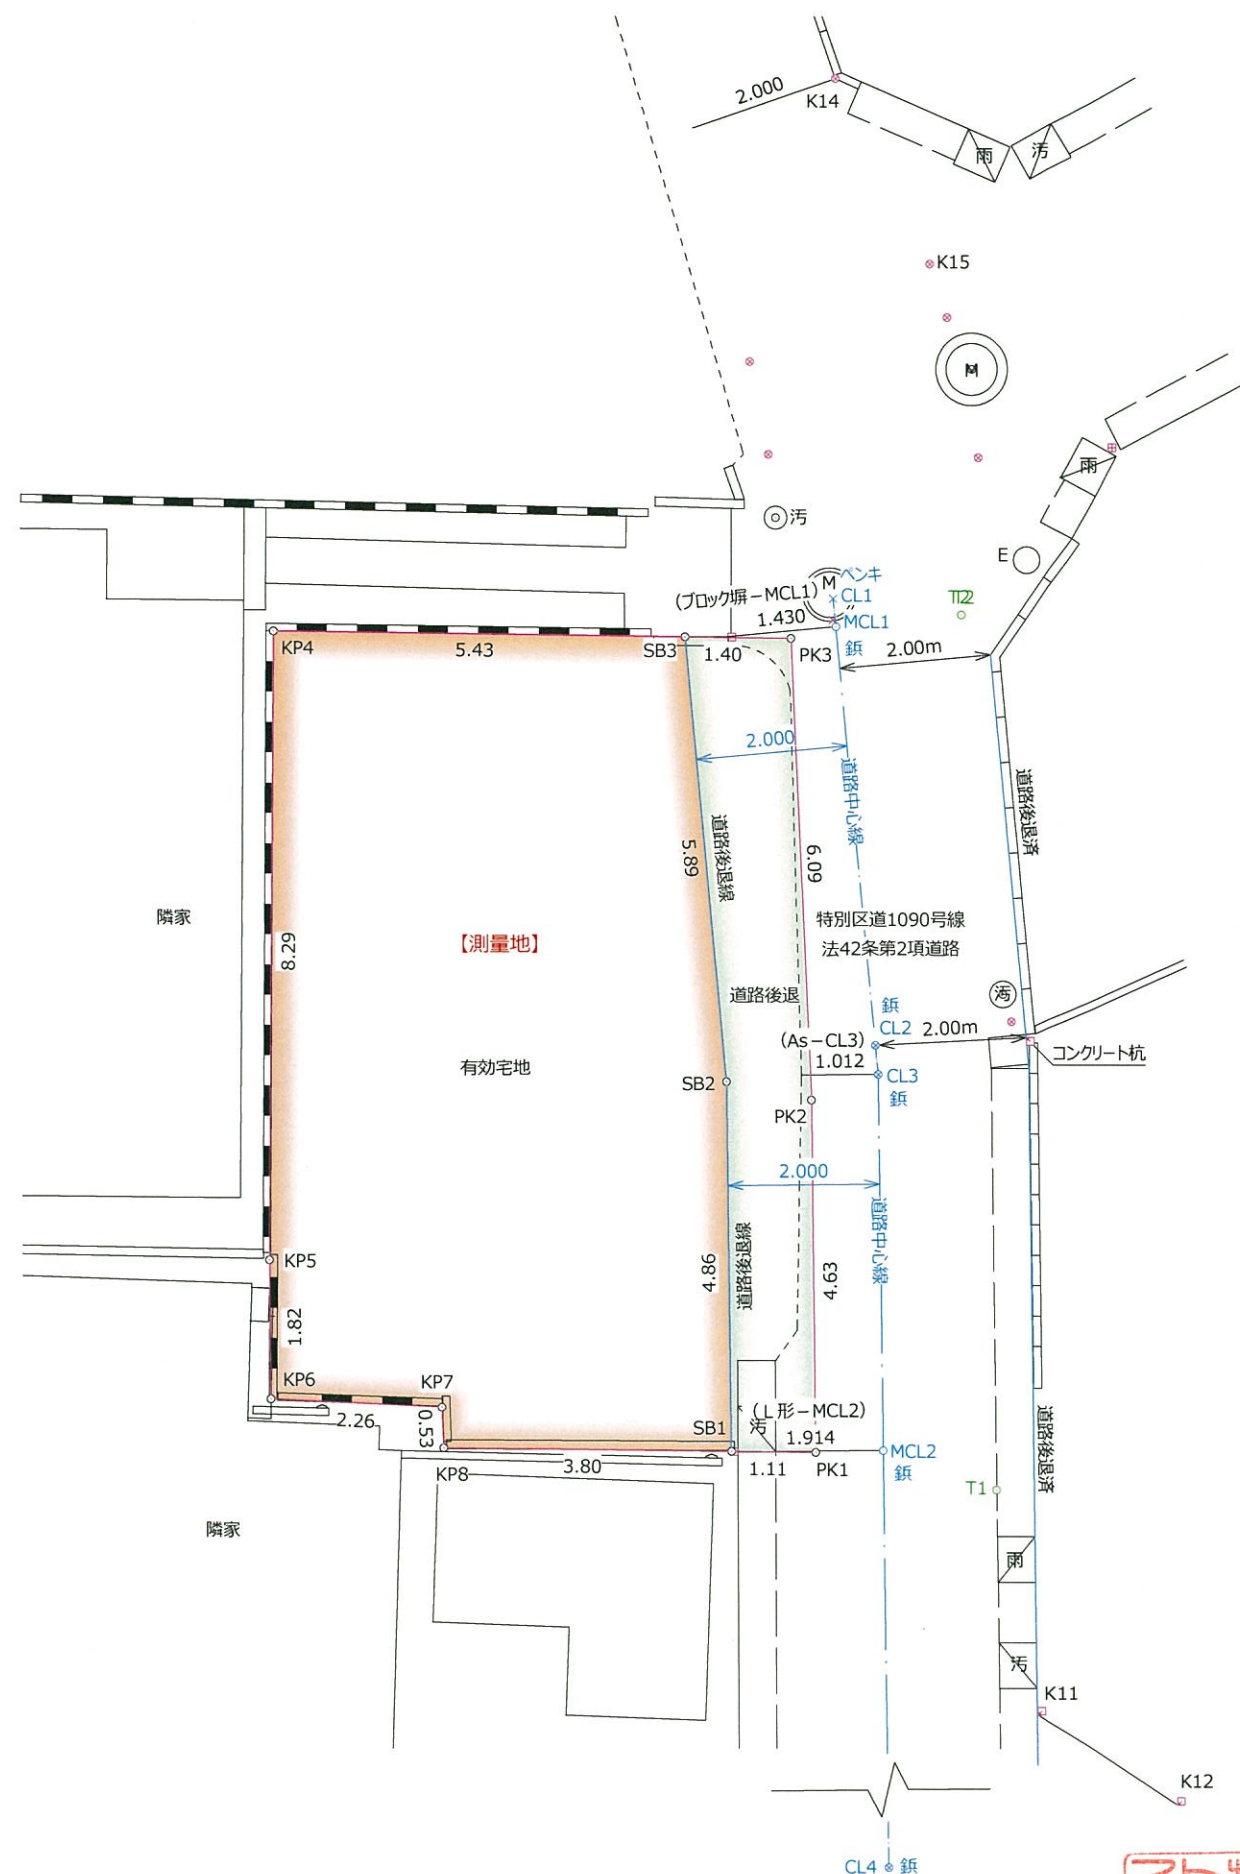 2.000
K14
雨
汚
K15
M
雨
汚
E
ペンキ
M
CL1
(ブロック塀-MCL1)
1.430
MCL1
鋲
T2
KP4
5.43
SB3
1.40
PK3
2.00m
2.000
道路中心線
道路後退済
5.89
道路後退線
6.09
特別区道1090号線
法42条第2項道路
隣家
8.29
【測量地】
道路後退
鋲
CL2
2.00m
(As-CL3)
1.012
CL3
鋲
コンクリート杭
有効宅地
SB2
PK2
2.000
道路中心線
KP5
1.82
4.86
道路後退線
4.63
KP6
KP7
2.26
0.53
SB1
(L形-MCL2)
汚
1.914
MCL2
鋲
KP8
3.80
1.11
PK1
道路後退済
T1
隣家
雨
汚
K11
K12
CL4
鋲